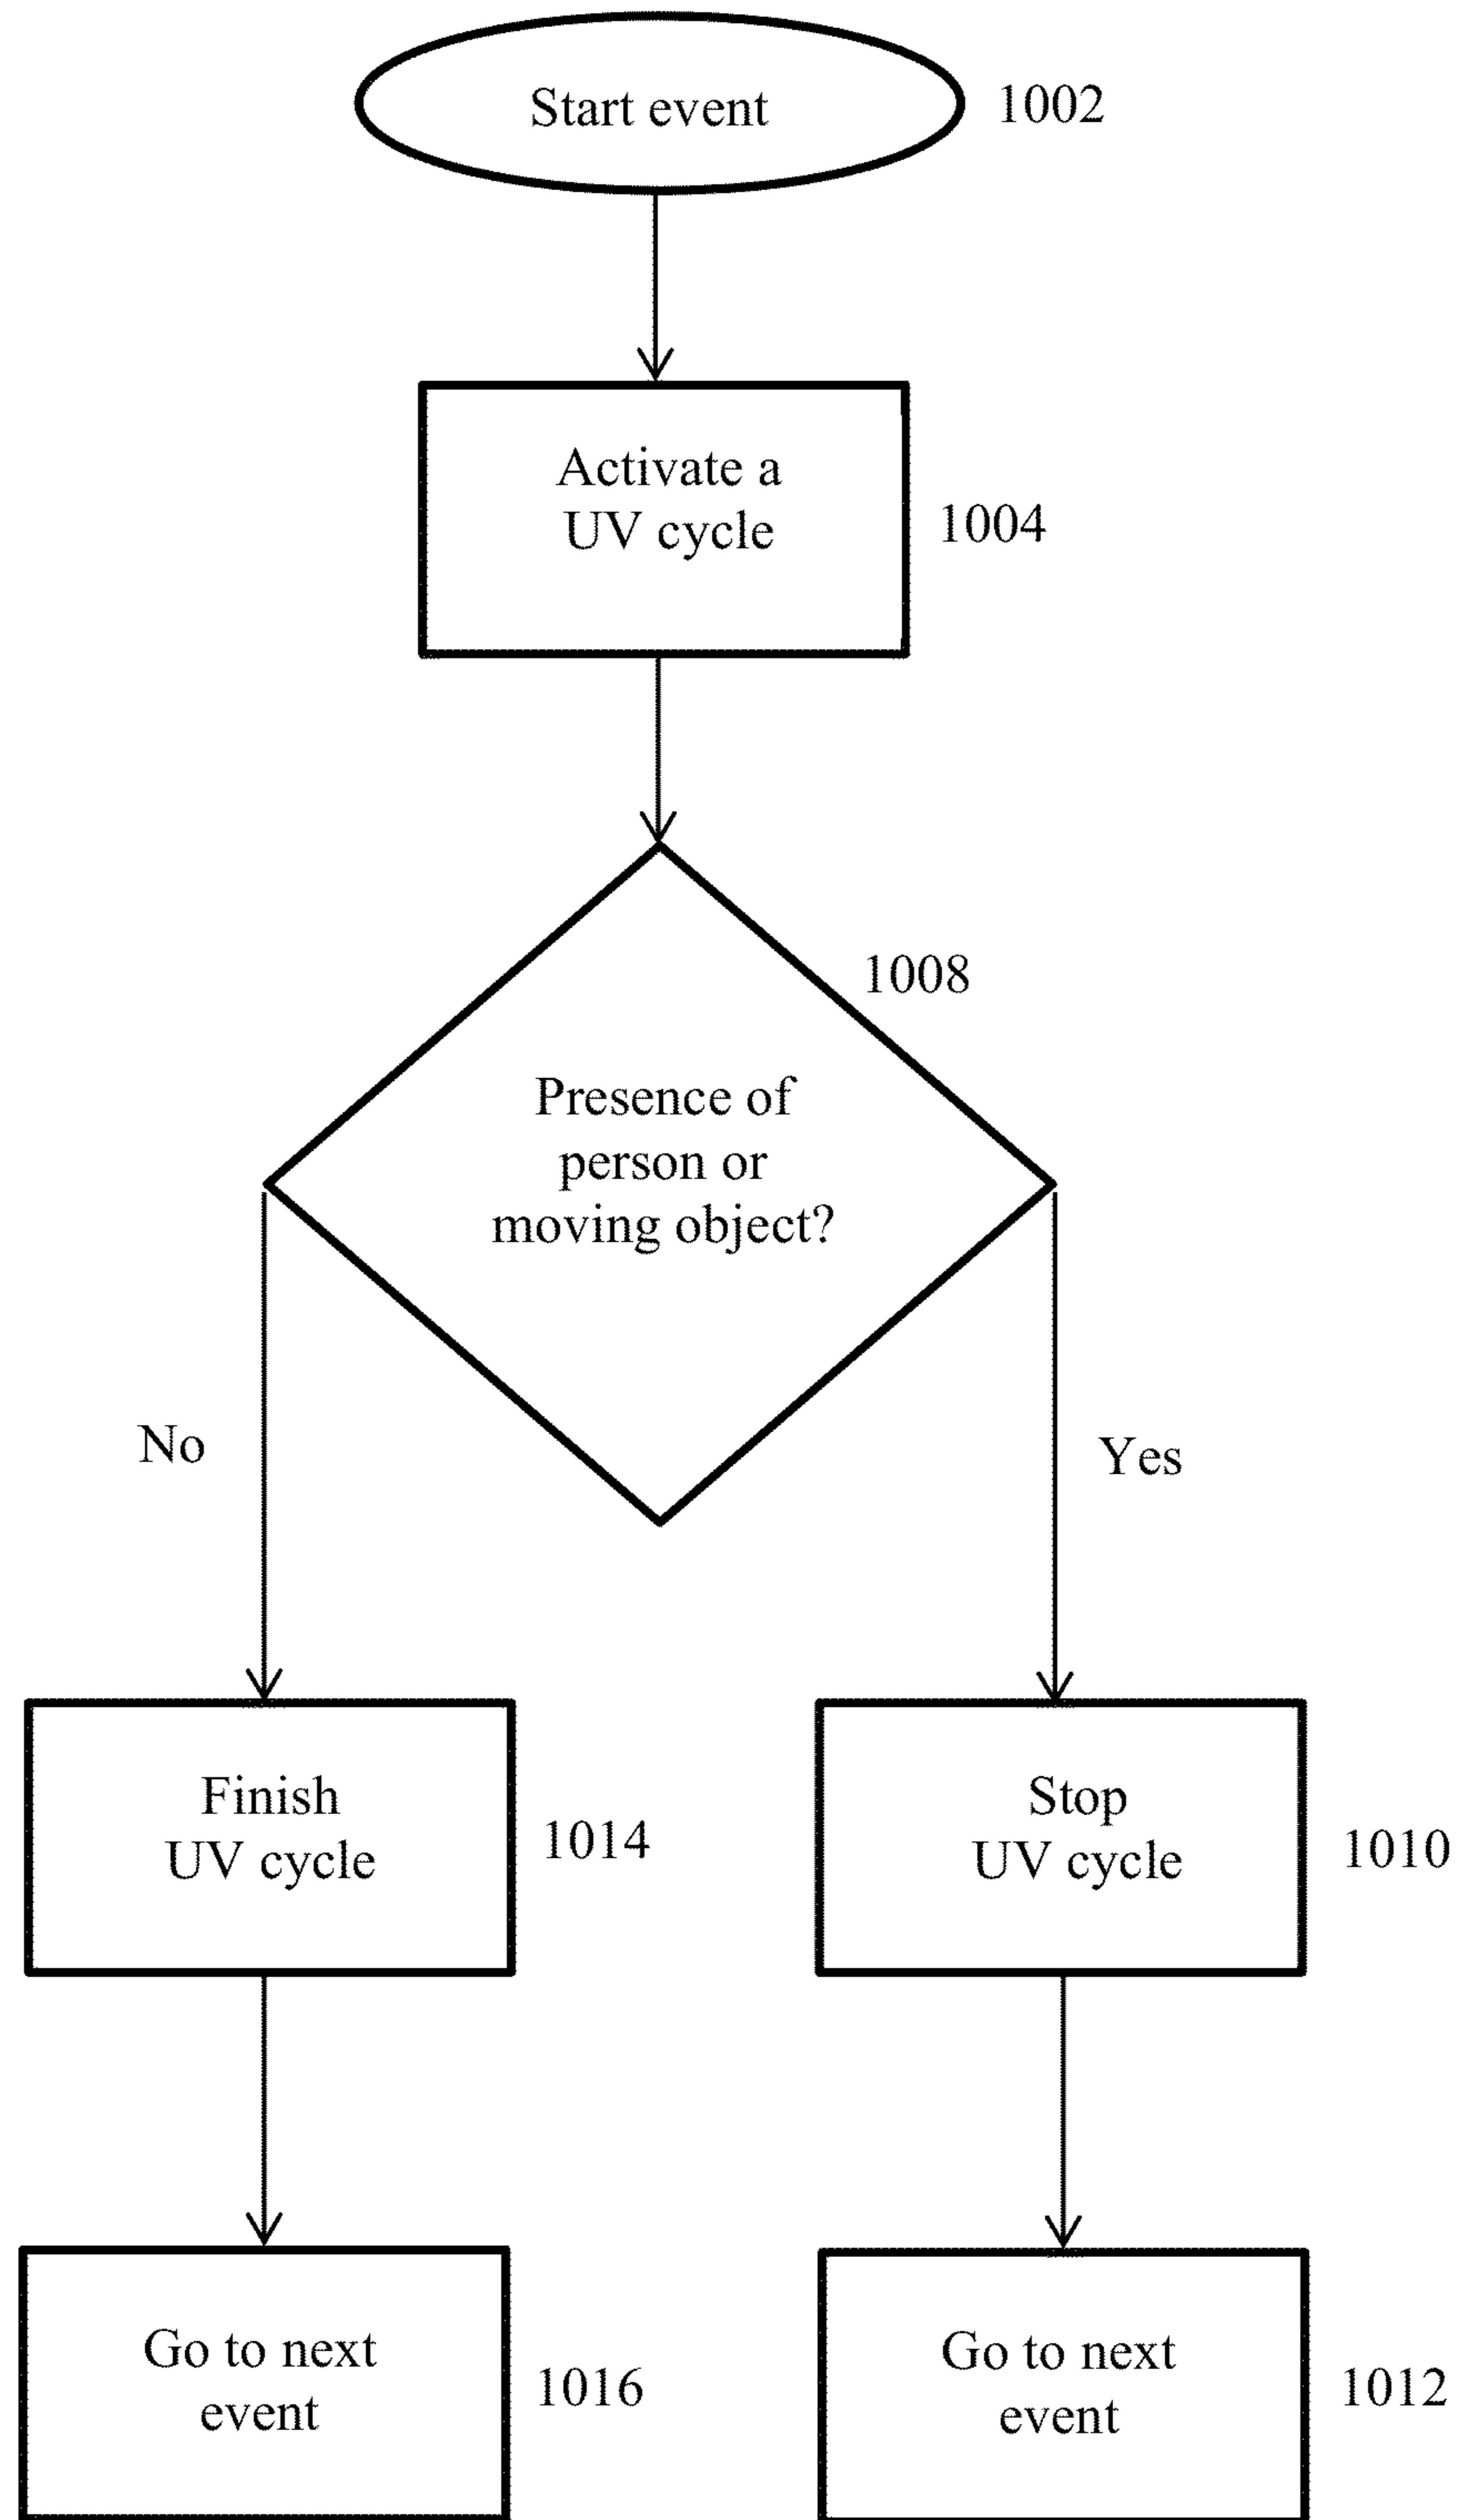 Start event
1002
Activate a
UV cycle
1004
1008
Presence of
person or
moving object?
No
Yes
Finish
UV cycle
1014
Stop
UV cycle
1010
Go to next
event
1016
Go to next
event
1012